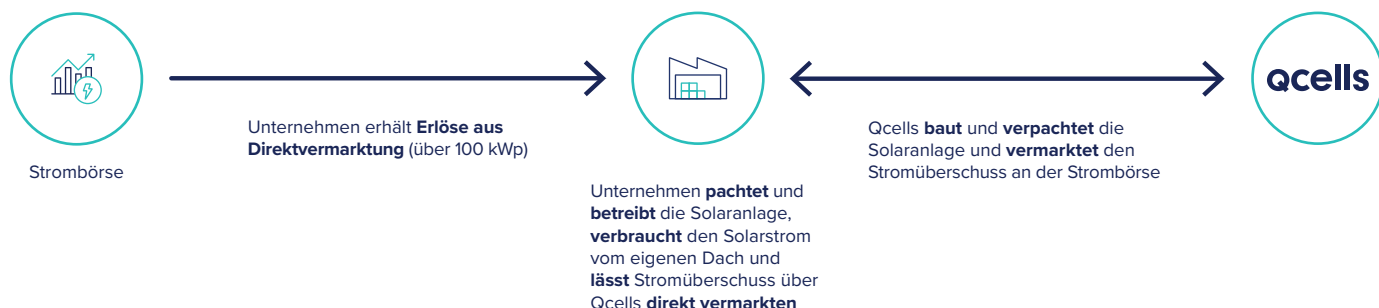 Strombörse
Unternehmen erhält Erlöse aus
Direktvermarktung (über 100 kWp)
Unternehmen pachtet und
betreibt die Solaranlage,
verbraucht den Solarstrom
vom eigenen Dach und
lässt Stromüberschuss über
Qcells direkt vermarkten
Qcells baut und verpachtet die
Solaranlage und vermarktet den
Stromüberschuss an der Strombörse
qcells